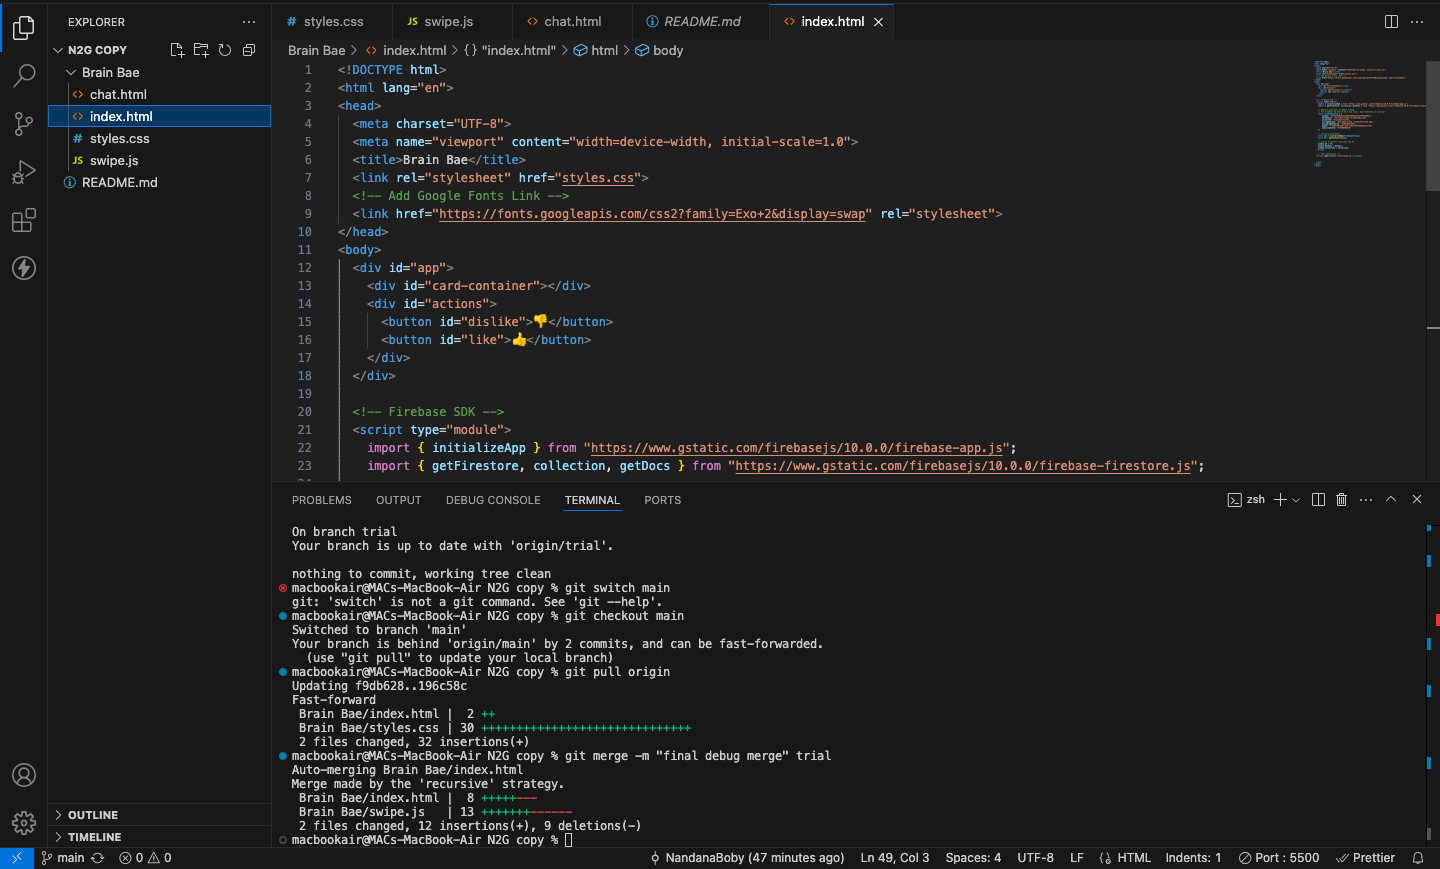 EXPLORER
N2G COPY
Brain Bae
chat.html
index.html
styles.css
swipe.js
README.md
OUTLINE
TIMELINE
# styles.css
JS swipe.js
<> chat.html
README.md
<> index.html
Brain Bae > <> index.html > {} "index.html" > html > body
1 <!DOCTYPE html>
2 <html lang="en">
3 <head>
4 <meta charset="UTF-8">
5 <meta name="viewport" content="width=device-width, initial-scale=1.0">
6 <title>Brain Bae</title>
7 <link rel="stylesheet" href="styles.css">
8 <!-- Add Google Fonts Link -->
9 <link href="https://fonts.googleapis.com/css2?family=Exo+2&display=swap" rel="stylesheet">
10 </head>
11 <body>
12 <div id="app">
13 <div id="card-container"></div>
14 <div id="actions">
15 <button id="dislike">👎</button>
16 <button id="like">👍</button>
17 </div>
18 </div>
19
20 <!-- Firebase SDK -->
21 <script type="module">
22 import { initializeApp } from "https://www.gstatic.com/firebasejs/10.0.0/firebase-app.js";
23 import { getFirestore, collection, getDocs } from "https://www.gstatic.com/firebasejs/10.0.0/firebase-firestore.js";
PROBLEMS OUTPUT DEBUG CONSOLE TERMINAL PORTS
zsh
On branch trial
Your branch is up to date with 'origin/trial'.
nothing to commit, working tree clean
macbookair@MACs-MacBook-Air N2G copy % git switch main
git: 'switch' is not a git command. See 'git --help'.
macbookair@MACs-MacBook-Air N2G copy % git checkout main
Switched to branch 'main'
Your branch is behind 'origin/main' by 2 commits, and can be fast-forwarded.
(use "git pull" to update your local branch)
macbookair@MACs-MacBook-Air N2G copy % git pull origin
Updating f9db628..196c58c
Fast-forward
Brain Bae/index.html | 2 ++
Brain Bae/styles.css | 30 ++++++++++++++++++++++++++++++
2 files changed, 32 insertions(+)
macbookair@MACs-MacBook-Air N2G copy % git merge -m "final debug merge" trial
Auto-merging Brain Bae/index.html
Merge made by the 'recursive' strategy.
Brain Bae/index.html | 8 +++++---
Brain Bae/swipe.js | 13 +++++++------
2 files changed, 12 insertions(+), 9 deletions(-)
macbookair@MACs-MacBook-Air N2G copy %
main 0 0 NandanaBoby (47 minutes ago) Ln 49, Col 3 Spaces: 4 UTF-8 LF HTML Indents: 1 Port : 5500 Prettier